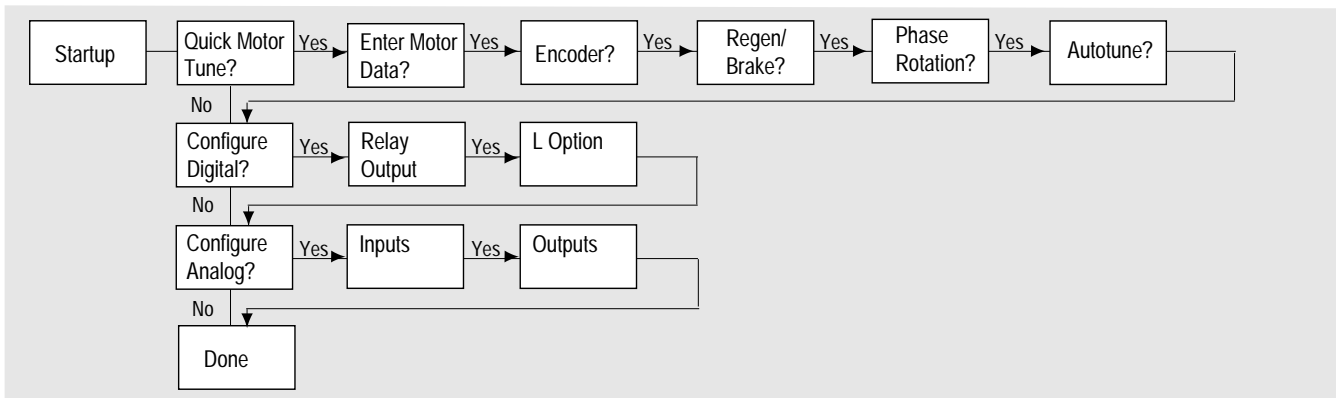 Startup
Quick Motor
Tune?
Yes
Enter Motor
Data?
Yes
Encoder?
Yes
Regen/
Brake?
Yes
Phase
Rotation?
Yes
Autotune?
No
Configure
Digital?
Yes
Relay
Output
Yes
L Option
No
Configure
Analog?
Yes
Inputs
Yes
Outputs
No
Done